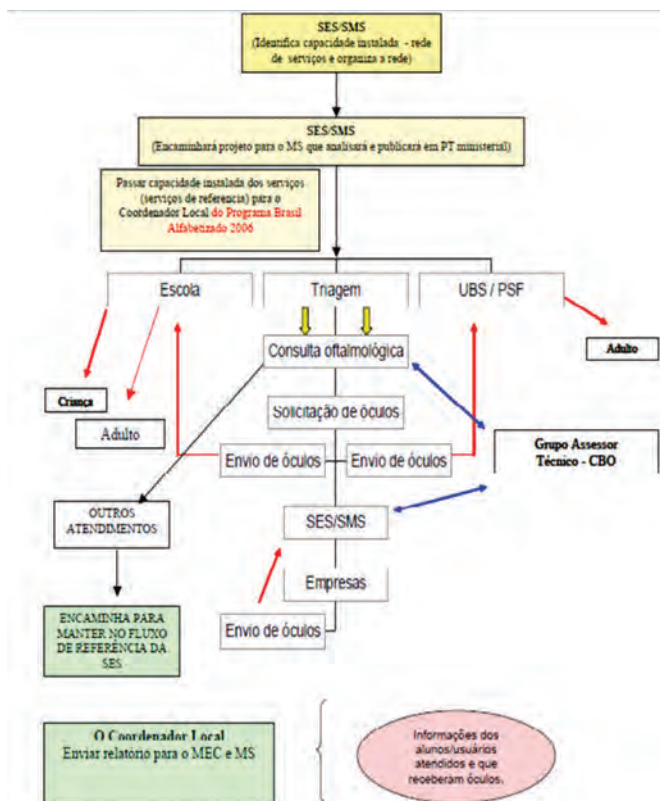 SES/SMS
(Identifica capacidade instalada - rede
de serviços e organiza a rede)
SES/SMS
(Encaminhará projeto para o MS que analisará e publicará em PT ministerial)
Passar capacidade instalada dos serviços
(serviços de referencia) para o
Coordenador Local do Programa Brasil
Alfabetizado 2006
Escola
Triagem
UBS / PSF
Consulta oftalmológica
Adulto
Criança
Adulto
Solicitação de óculos
Grupo Assessor
Técnico - CBO
Envio de óculos
Envio de óculos
OUTROS
ATENDIMENTOS
SES/SMS
Empresas
ENCAMINHA PARA
MANTER NO FLUXO
DE REFERÊNCIA DA
SES
Envio de óculos
O Coordenador Local
Enviar relatório para o MEC e MS
Informações dos
alunos/usuários
atendidos e que
receberam óculos.